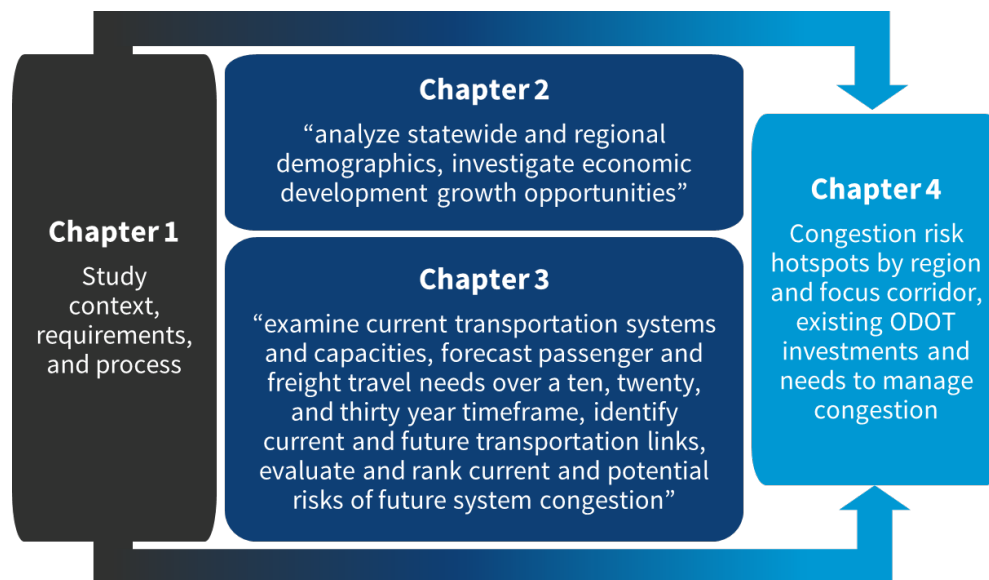 Chapter 1
Study
context,
requirements,
and process
Chapter 2
“analyze statewide and regional
demographics, investigate economic
development growth opportunities”
Chapter 3
“examine current transportation systems
and capacities, forecast passenger and
freight travel needs over a ten, twenty,
and thirty year timeframe, identify
current and future transportation links,
evaluate and rank current and potential
risks of future system congestion”
Chapter 4
Congestion risk
hotspots by region
and focus corridor,
existing ODOT
investments and
needs to manage
congestion